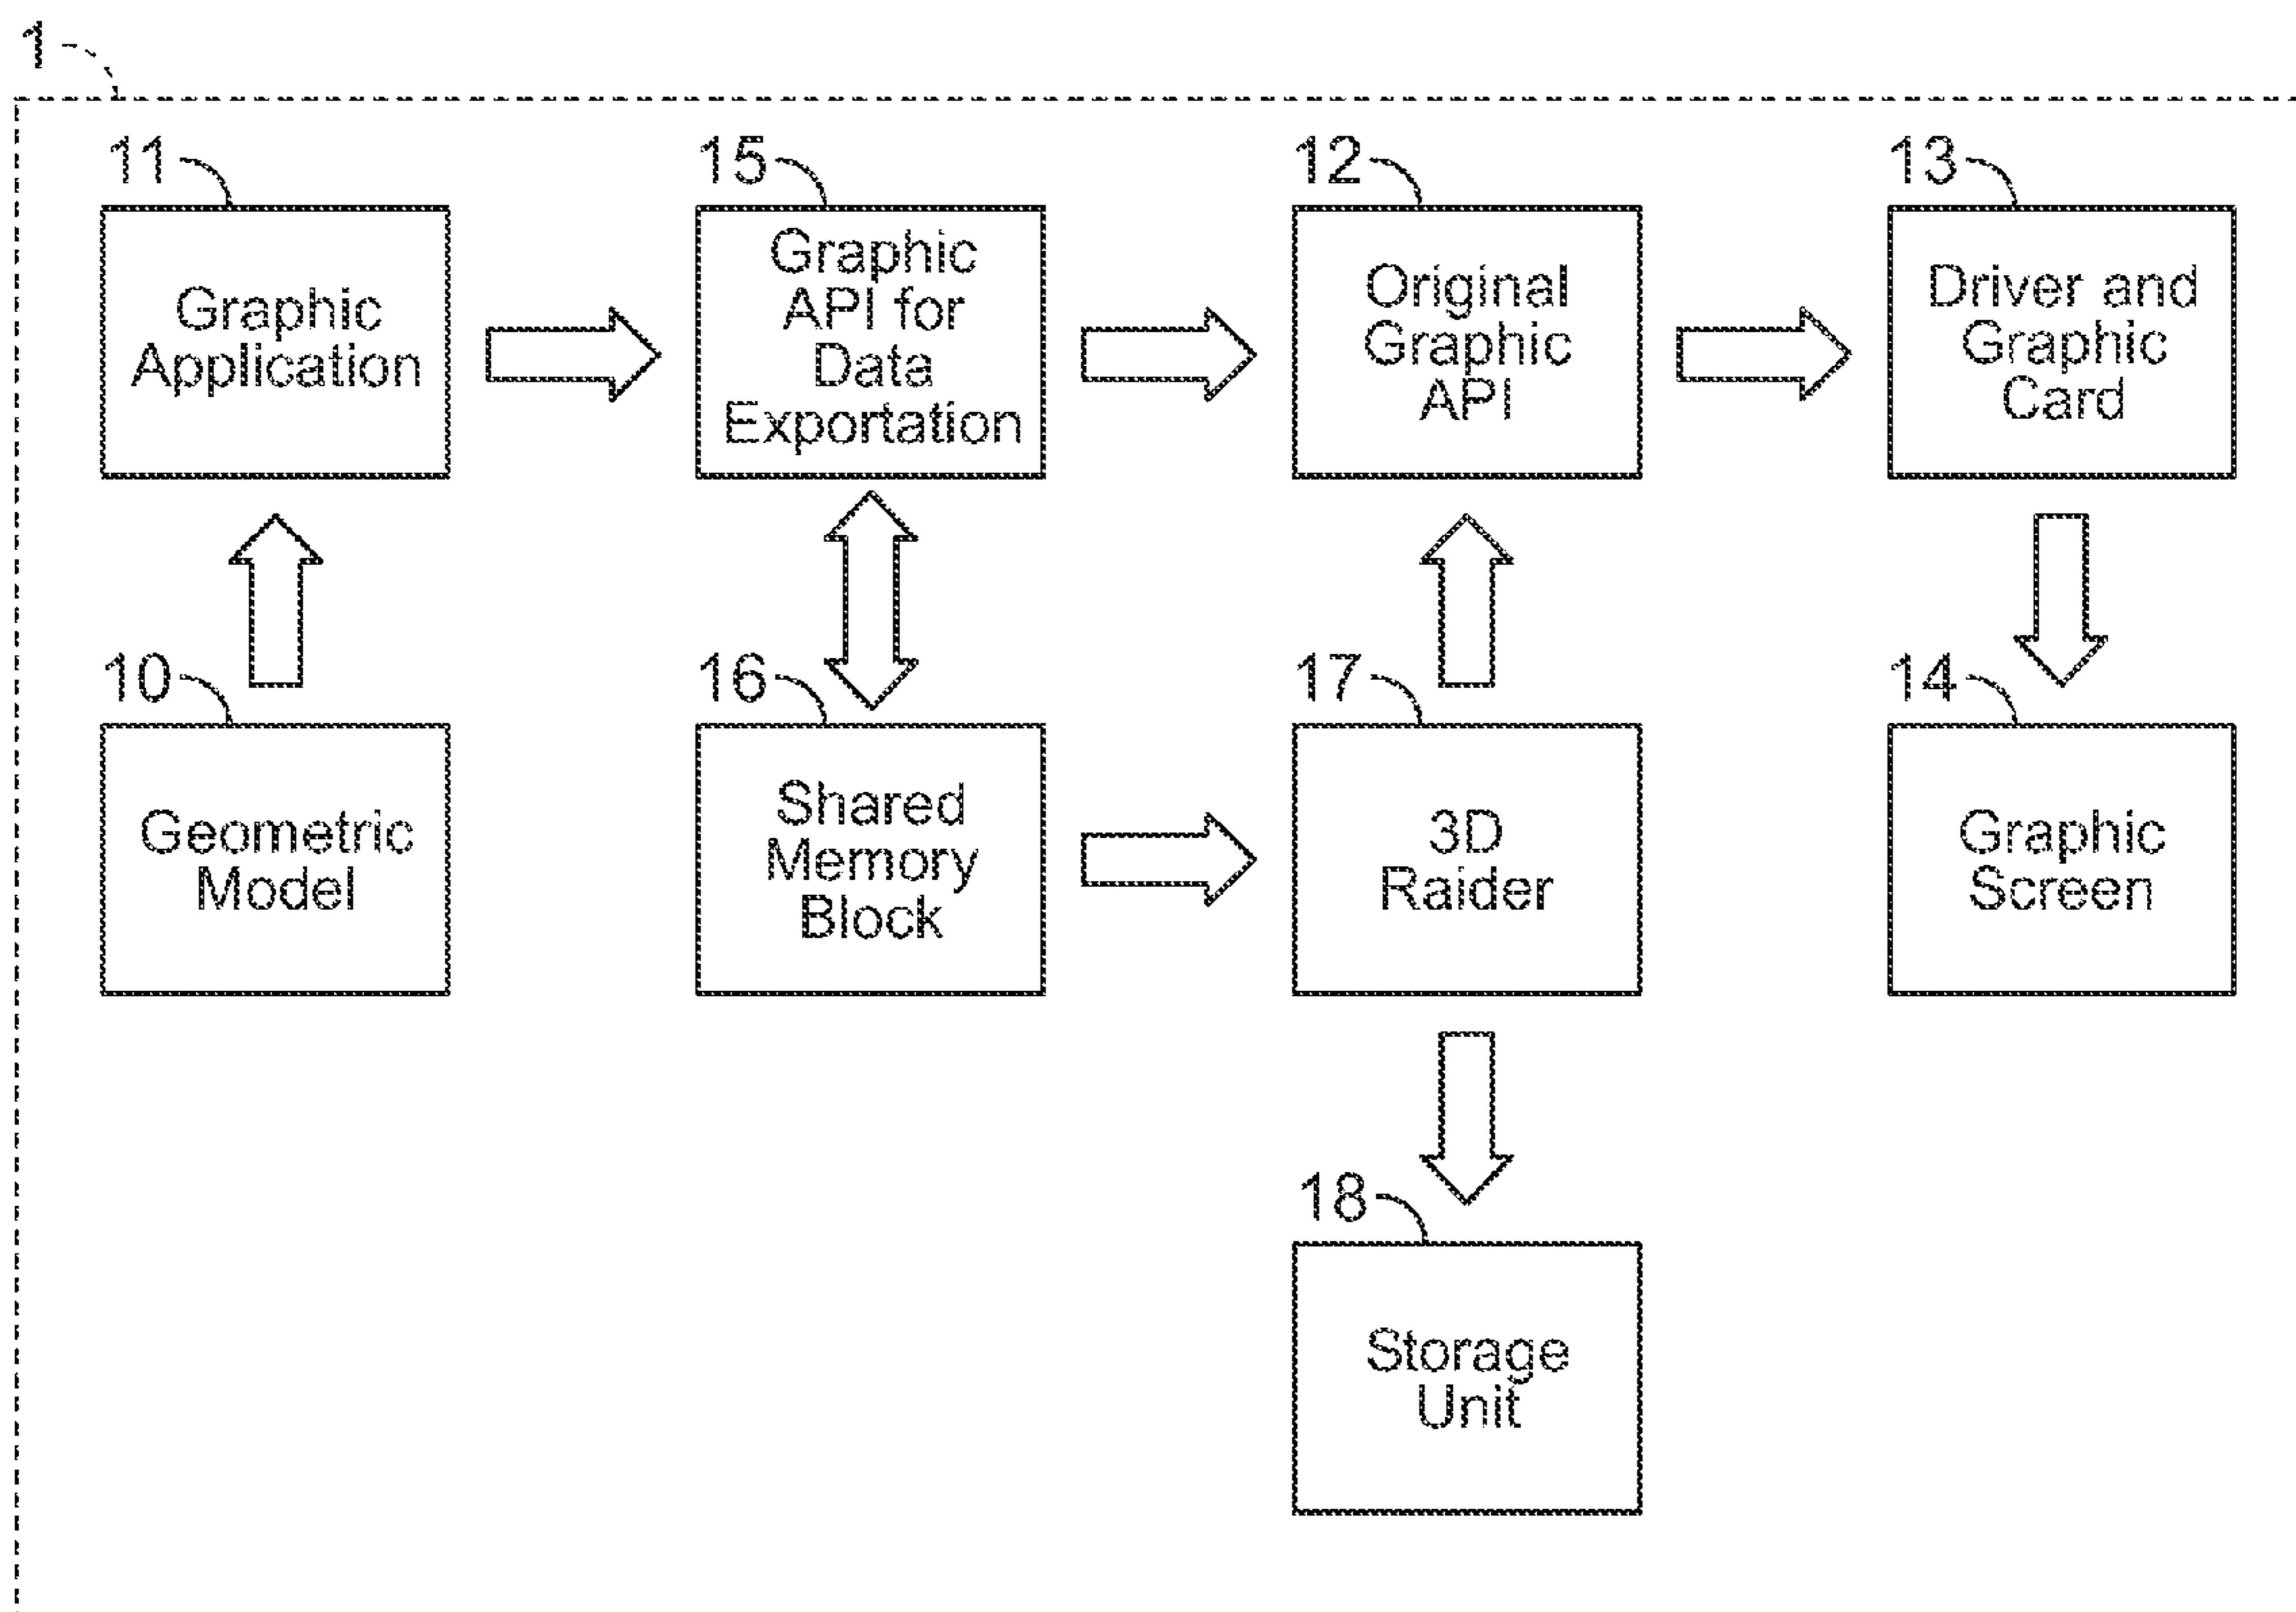 1
11
Graphic
Application
15
Graphic
API for
Data
Exportation
12
Original
Graphic
API
13
Driver and
Graphic
Card
10
Geometric
Model
16
Shared
Memory
Block
17
3D
Raider
14
Graphic
Screen
18
Storage
Unit